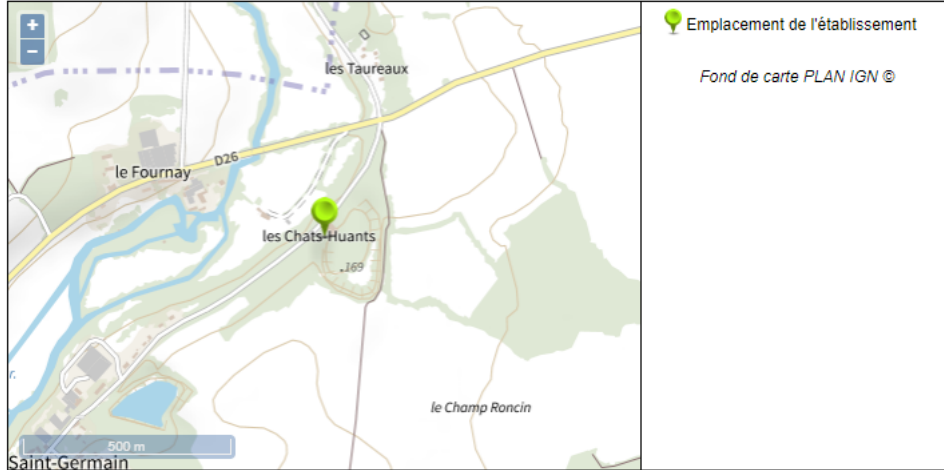 +
−
les Taureaux
D26
le Fournay
les Chats-Huants
.169
r.
le Champ Roncin
500 m
Saint-Germain
Emplacement de l'établissement
Fond de carte PLAN IGN ©